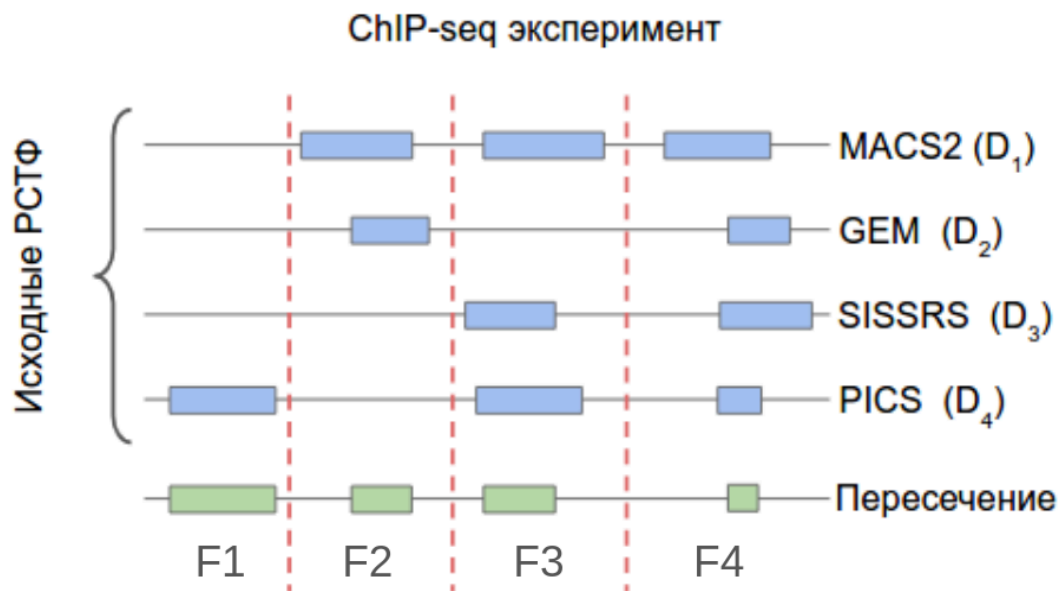 ChIP-seq эксперимент
Исходные РСТФ
MACS2 (D1)
GEM (D2)
SISSRS (D3)
PICS (D4)
Пересечение
F1 F2 F3 F4